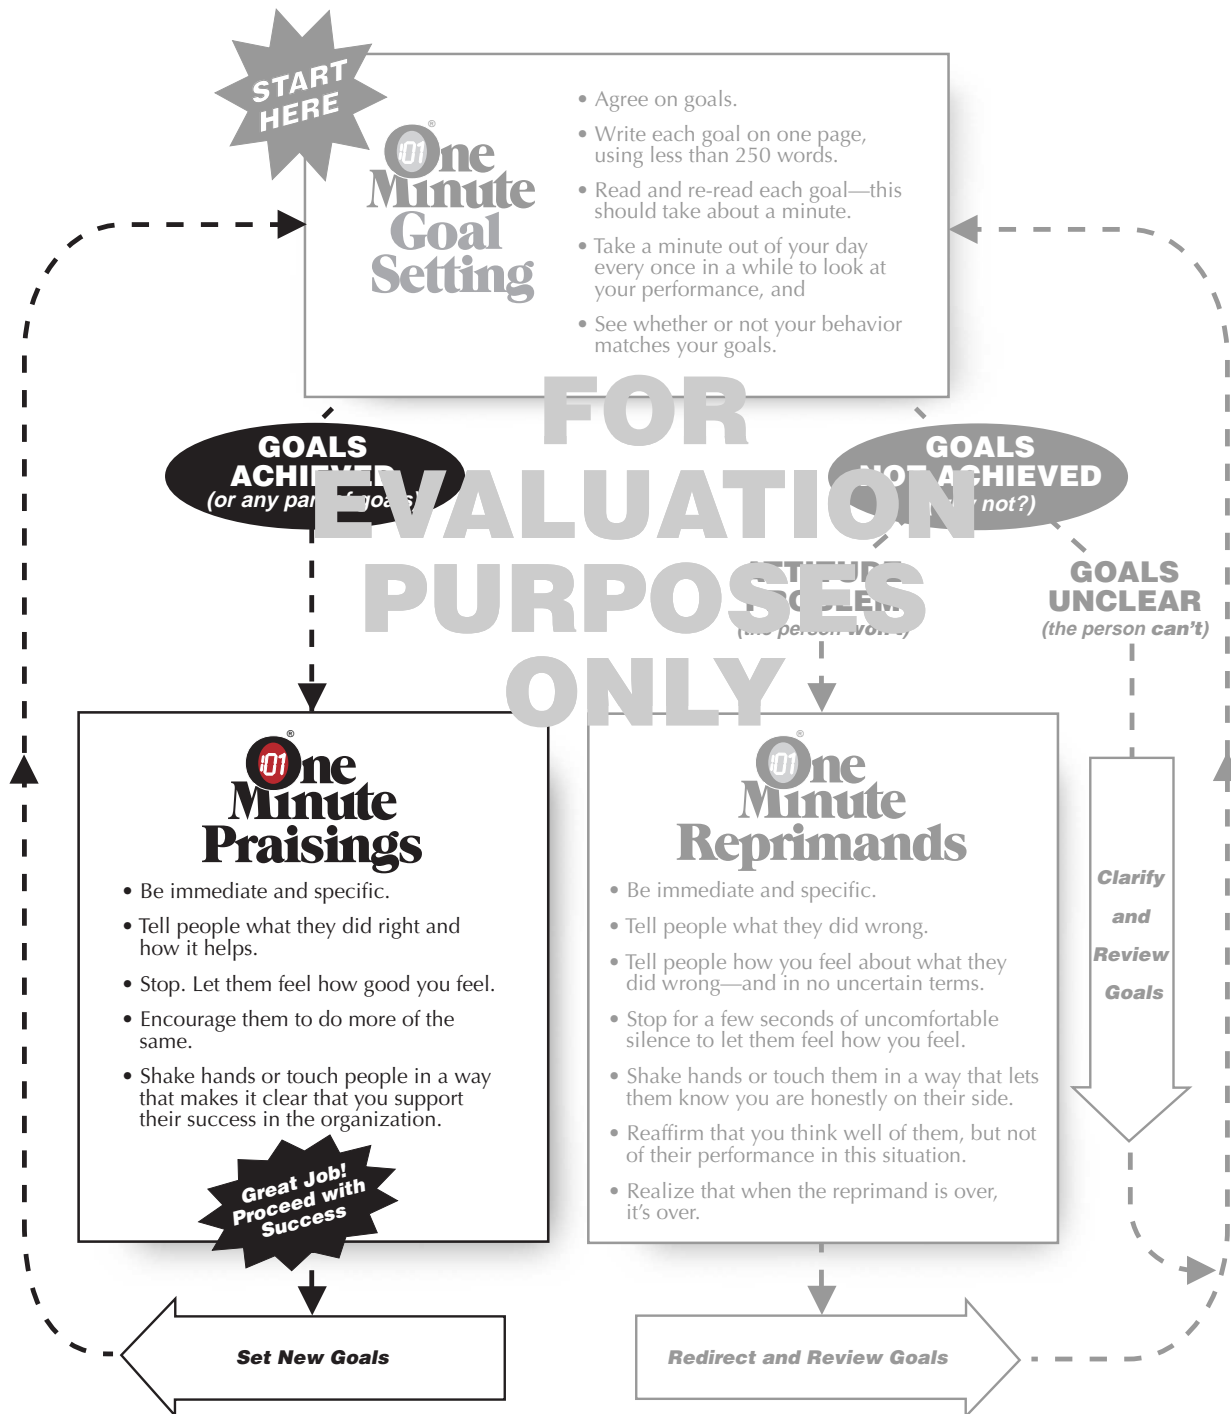 START
HERE
:01 One ®
Minute
Goal
Setting
• Agree on goals.
• Write each goal on one page,
using less than 250 words.
• Read and re-read each goal—this
should take about a minute.
• Take a minute out of your day
every once in a while to look at
your performance, and
• See whether or not your behavior
matches your goals.
FOR
EVALUATION
PURPOSES
ONLY
GOALS
ACHIEVED
(or any part of goals)
GOALS
NOT ACHIEVED
not?)
ATTITUDE
PROBLEM
(the person won't)
GOALS
UNCLEAR
(the person can't)
:01 One ®
Minute
Praisings
• Be immediate and specific.
• Tell people what they did right and
how it helps.
• Stop. Let them feel how good you feel.
• Encourage them to do more of the
same.
• Shake hands or touch people in a way
that makes it clear that you support
their success in the organization.
Great Job!
Proceed with
Success
Set New Goals
:01 One ®
Minute
Reprimands
• Be immediate and specific.
• Tell people what they did wrong.
• Tell people how you feel about what they
did wrong—and in no uncertain terms.
• Stop for a few seconds of uncomfortable
silence to let them feel how you feel.
• Shake hands or touch them in a way that lets
them know you are honestly on their side.
• Reaffirm that you think well of them, but not
of their performance in this situation.
• Realize that when the reprimand is over,
it's over.
Redirect and Review Goals
Clarify
and
Review
Goals